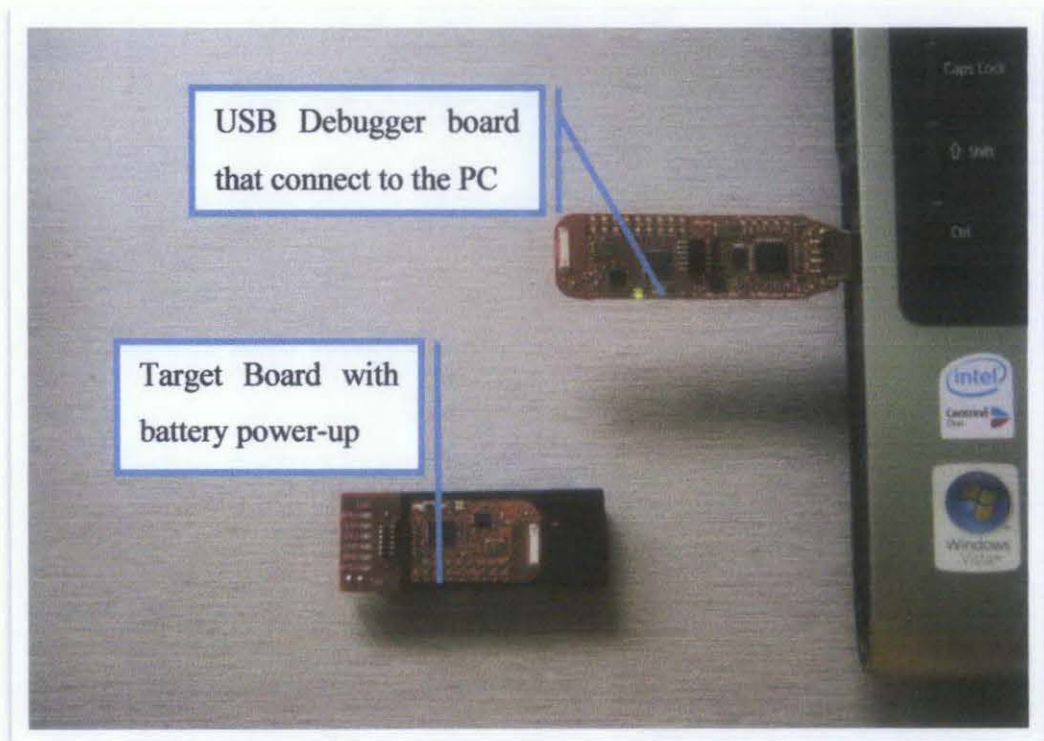 USB Debugger board
that connect to the PC
Caps Lock
Shift
Ctrl
Target Board with
battery power-up
intel
Centrino
Duo
Windows
Vista